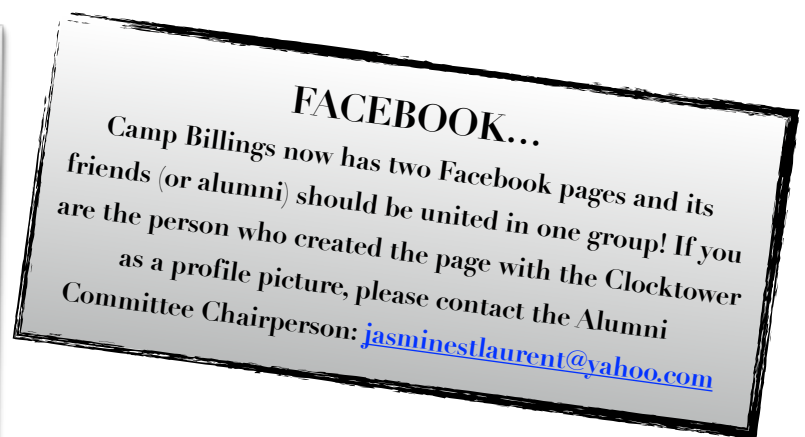 FACEBOOK...
Camp Billings now has two Facebook pages and its
friends (or alumni) should be united in one group! If you
are the person who created the page with the Clocktower
as a profile picture, please contact the Alumni
Committee Chairperson: jasminestlaurent@yahoo.com